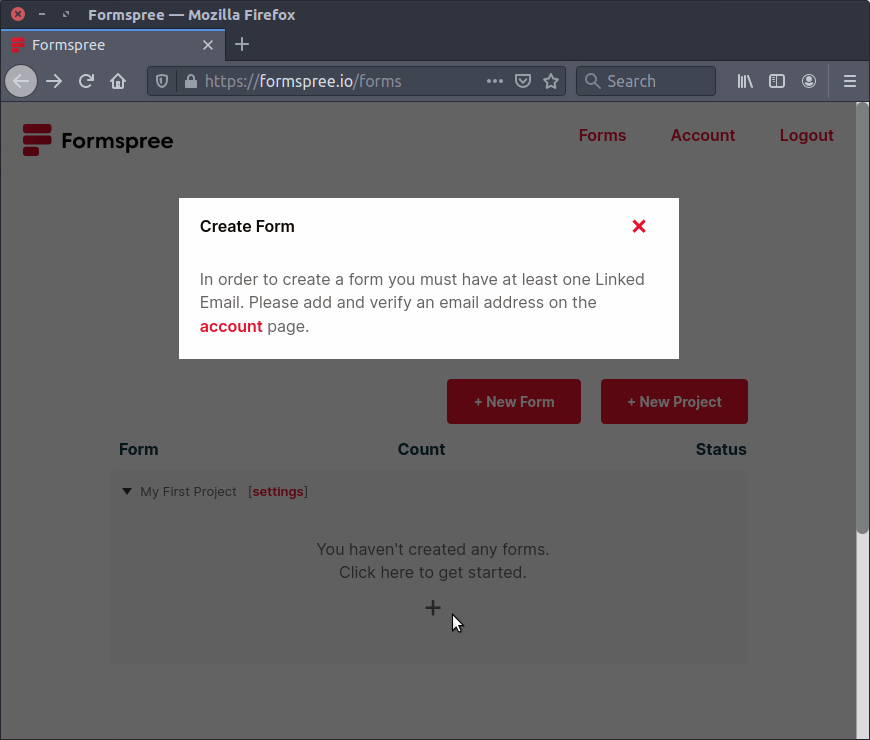 Formspree — Mozilla Firefox
Formspree
https://formspree.io/forms
Search
Formspree
Forms
Account
Logout
Create Form
In order to create a form you must have at least one Linked
Email. Please add and verify an email address on the
account page.
+ New Form
+ New Project
Form
Count
Status
My First Project [settings]
You haven't created any forms.
Click here to get started.
+